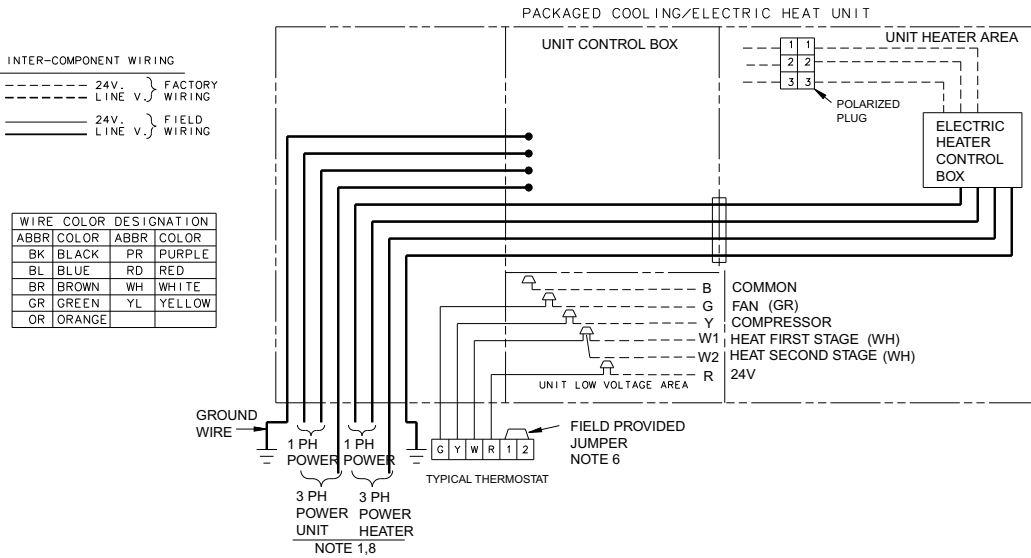 PACKAGED COOLING/ELECTRIC HEAT UNIT
UNIT CONTROL BOX
UNIT HEATER AREA
INTER-COMPONENT WIRING
24V. } FACTORY
LINE V. } WIRING
24V. } FIELD
LINE V. } WIRING
1 1
2 2
3 3
POLARIZED
PLUG
ELECTRIC
HEATER
CONTROL
BOX
WIRE COLOR DESIGNATION
ABBR COLOR ABBR COLOR
BK BLACK PR PURPLE
BL BLUE RD RED
BR BROWN WH WHITE
GR GREEN YL YELLOW
OR ORANGE
B COMMON
G FAN (GR)
Y COMPRESSOR
W1 HEAT FIRST STAGE (WH)
W2 HEAT SECOND STAGE (WH)
R 24V
UNIT LOW VOLTAGE AREA
GROUND
WIRE
1 PH
POWER
1 PH
POWER
G Y W R 1 2
FIELD PROVIDED
JUMPER
NOTE 6
TYPICAL THERMOSTAT
3 PH
POWER
UNIT
3 PH
POWER
HEATER
NOTE 1,8